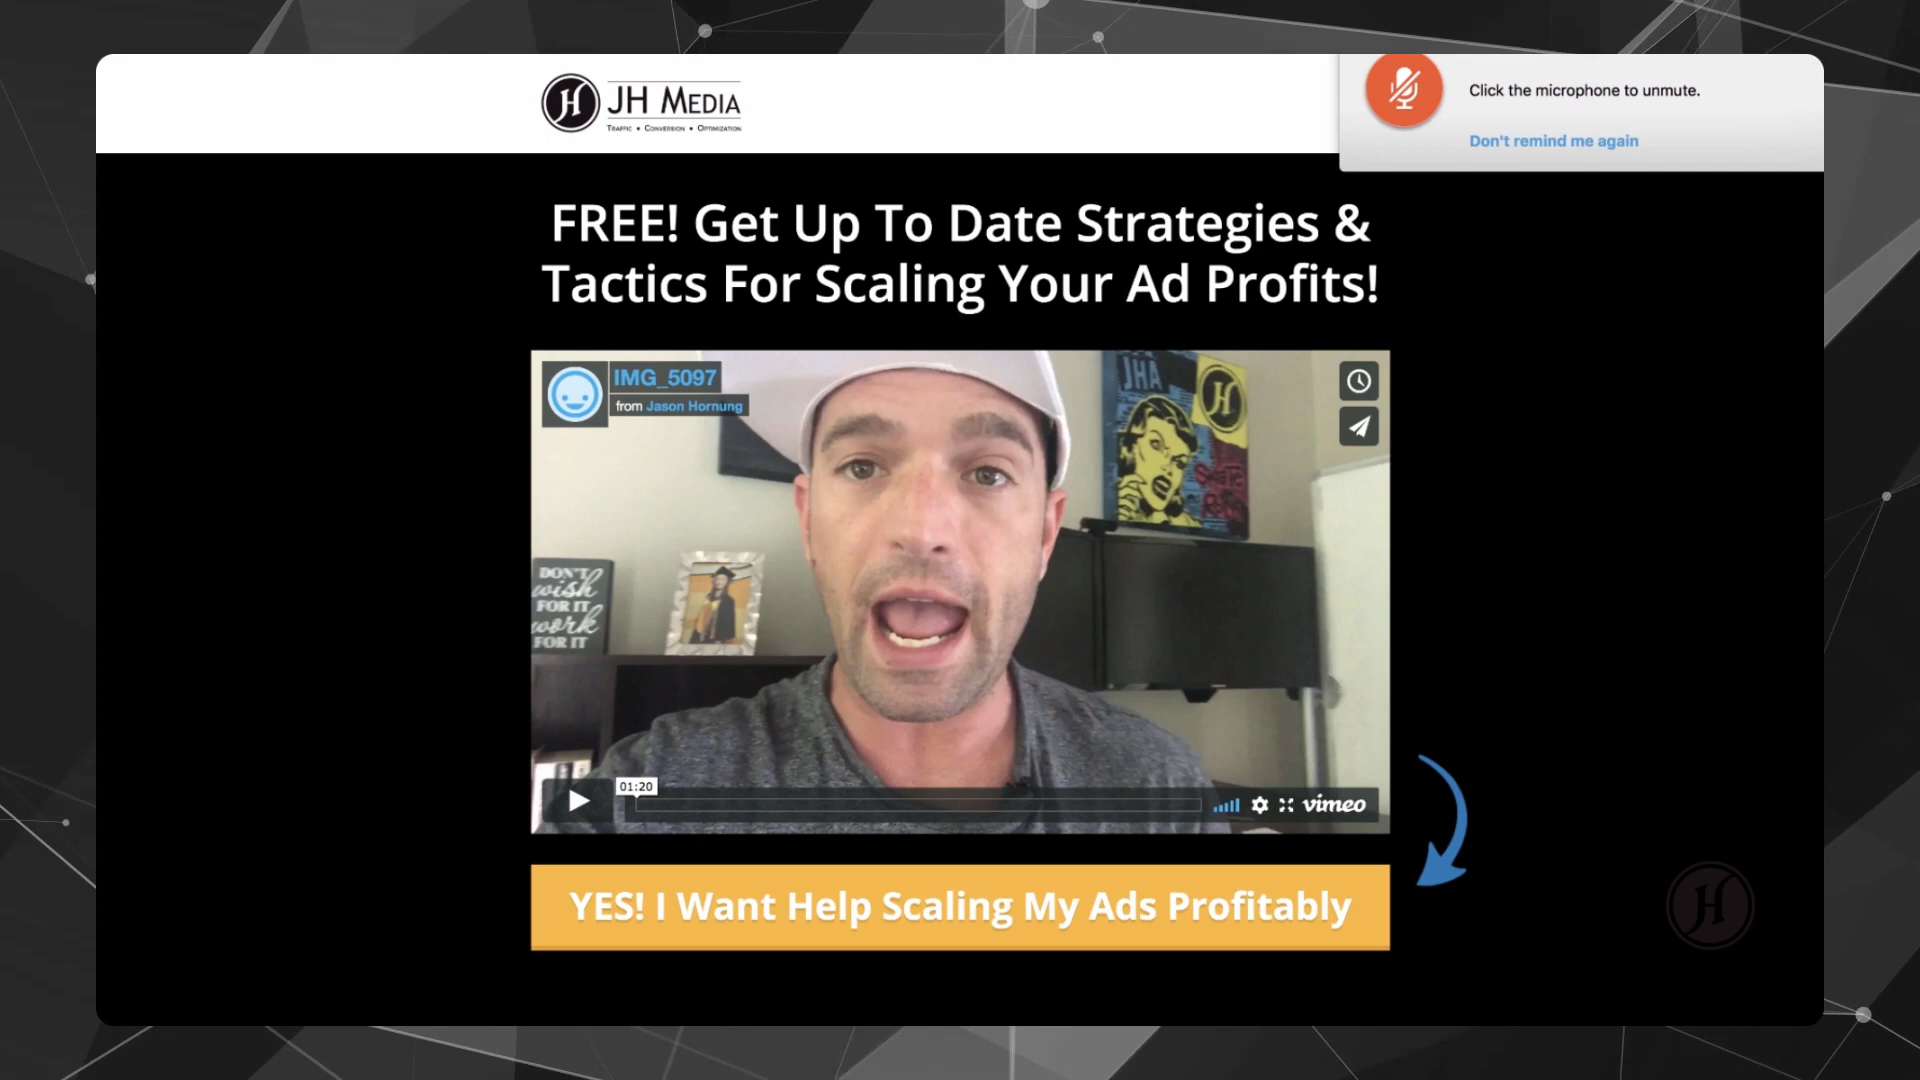 JH MEDIA
TRAFFIC • CONVERSION • OPTIMIZATION
Click the microphone to unmute.
Don't remind me again
FREE! Get Up To Date Strategies &
Tactics For Scaling Your Ad Profits!
IMG_5097
from Jason Hornung
JHA
DON'T
wish
FOR IT
work
FOR IT
01:20
vimeo
YES! I Want Help Scaling My Ads Profitably